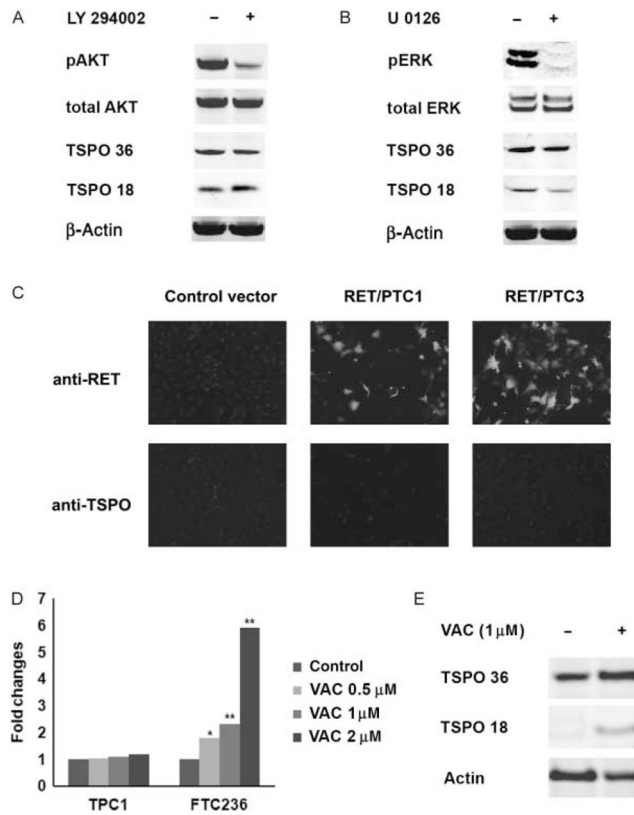 A
LY 294002 – +
pAKT
total AKT
TSPO 36
TSPO 18
β-Actin
B
U 0126 – +
pERK
total ERK
TSPO 36
TSPO 18
β-Actin
C
Control vector RET/PTC1 RET/PTC3
anti-RET
anti-TSPO
D
Fold changes
7
6
5
4
3
2
1
0
* ** **
TPC1 FTC236
Control
VAC 0.5 μM
VAC 1μM
VAC 2 μM
E
VAC (1μM) – +
TSPO 36
TSPO 18
Actin